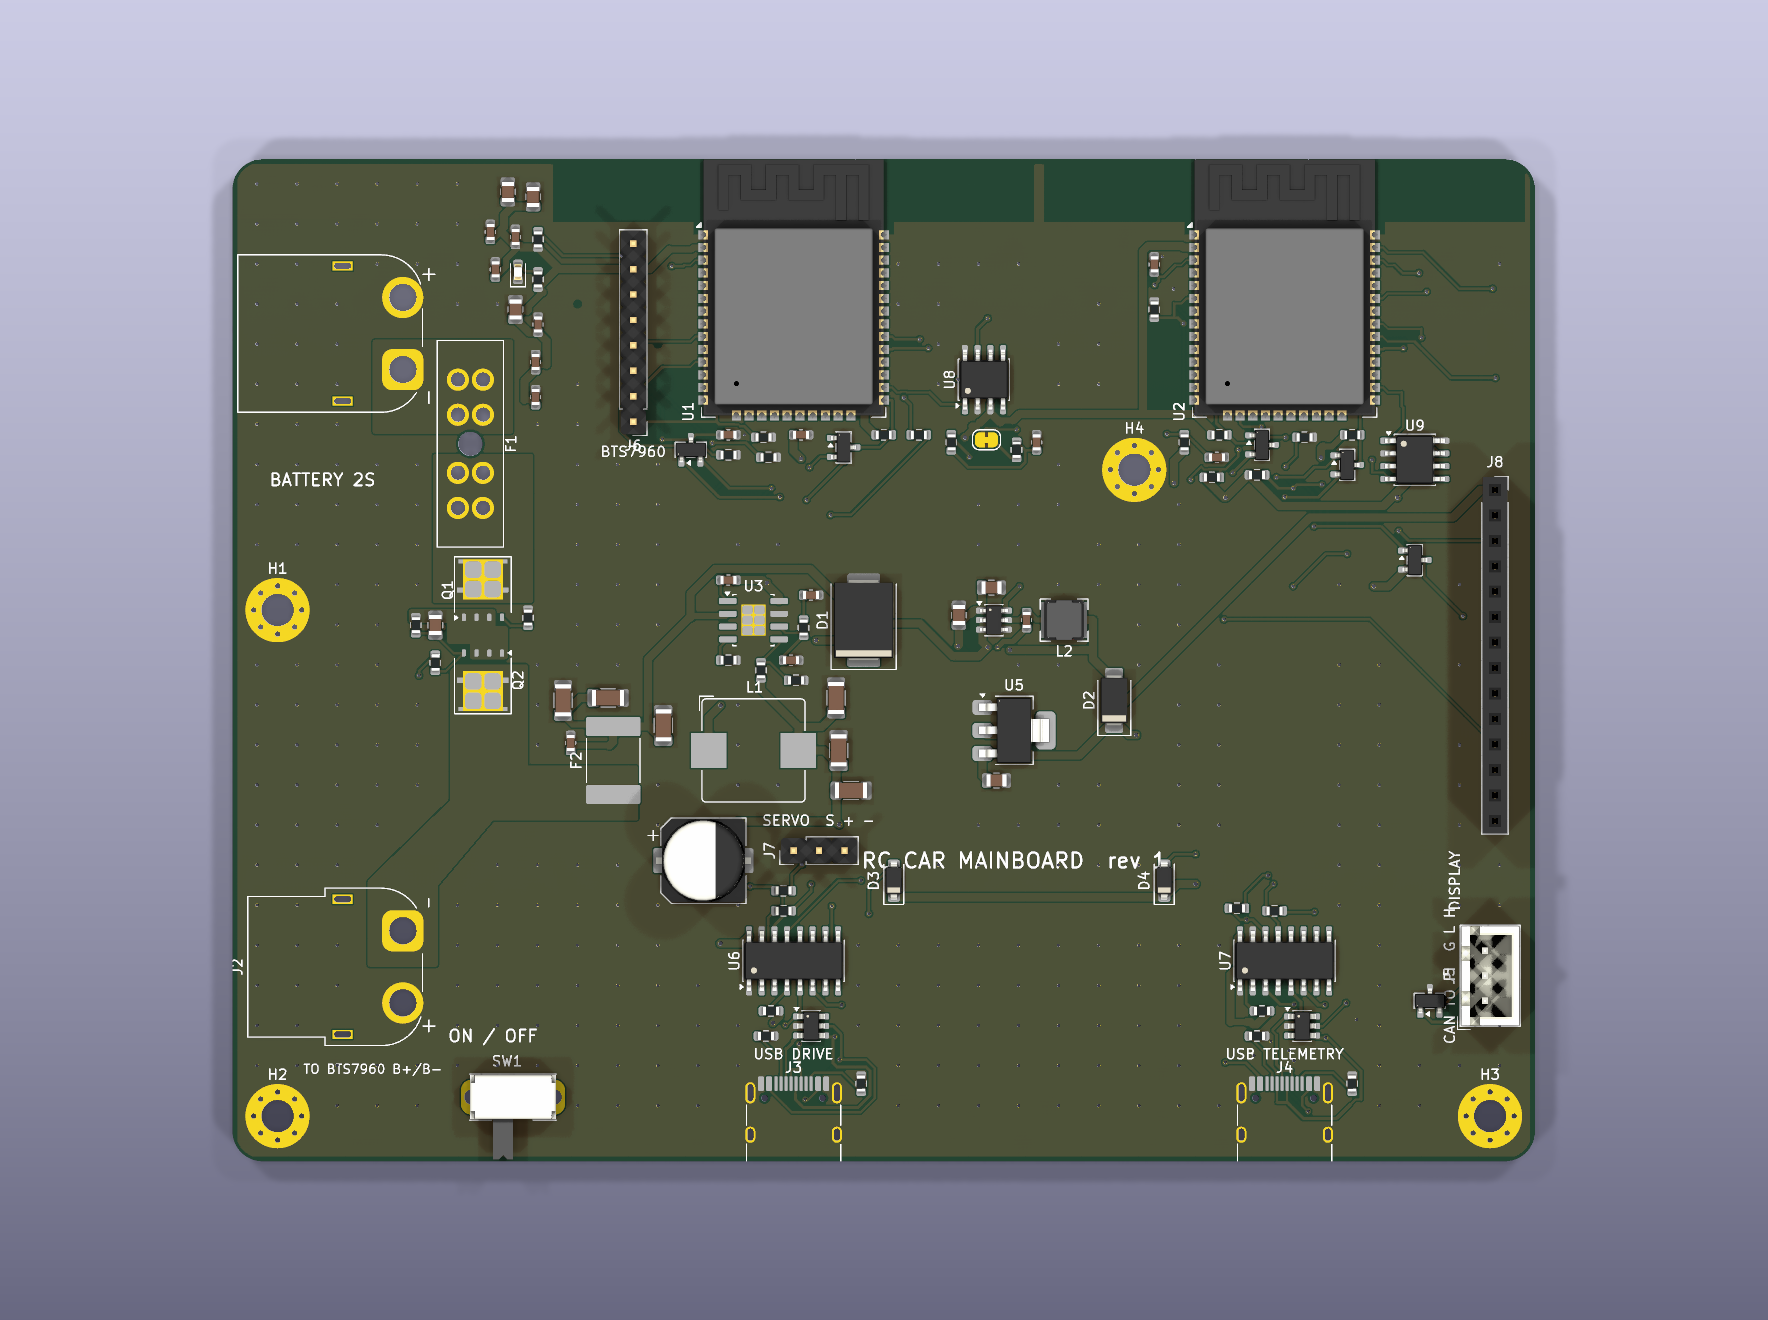 U1
J6
BTS7960
U8
U2
H4
U9
J8
+
-
F1
BATTERY 2S
H1
Q1
Q2
U3
D1
L1
L2
U5
D2
F2
+
SERVO S + -
J7
RC CAR MAINBOARD rev 1
D3
D4
DISPLAY
J2
-
+
U6
U7
H
L
G
CAN TO
ON / OFF
SW1
TO BTS7960 B+/B-
H2
USB DRIVE
J3
USB TELEMETRY
J4
H3